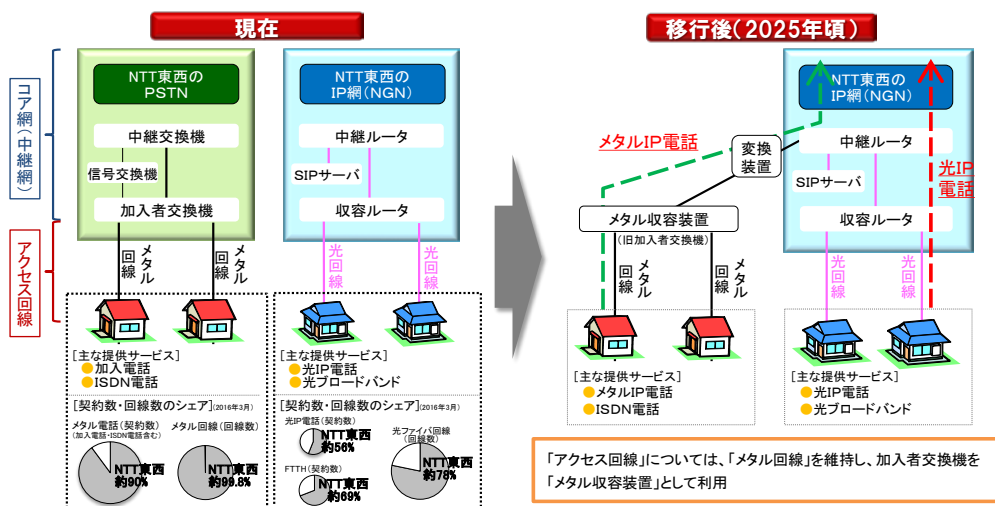 現在
コア網(中継網)
アクセス回線
NTT東西の
PSTN
中継交換機
信号交換機
加入者交換機
メタル
回線
メタル
回線
NTT東西の
IP網(NGN)
中継ルータ
SIPサーバ
収容ルータ
光回線
光回線
[主な提供サービス]
●加入電話
●ISDN電話
[契約数・回線数のシェア](2016年3月)
メタル電話(契約数)
(加入電話・ISDN電話含む)
NTT東西
約90%
メタル回線(回線数)
NTT東西
約99.8%
[主な提供サービス]
●光IP電話
●光ブロードバンド
[契約数・回線数のシェア](2016年3月)
光IP電話(契約数)
NTT東西
約56%
FTTH(契約数)
NTT東西
約69%
光ファイバ回線
(回線数)
NTT東西
約78%
移行後(2025年頃)
NTT東西の
IP網(NGN)
メタルIP電話
変換
装置
中継ルータ
SIPサーバ
収容ルータ
光IP
電話
メタル収容装置
(旧加入者交換機)
メタル
回線
メタル
回線
光回線
光回線
[主な提供サービス]
●メタルIP電話
●ISDN電話
[主な提供サービス]
●光IP電話
●光ブロードバンド
「アクセス回線」については、「メタル回線」を維持し、加入者交換機を
「メタル収容装置」として利用